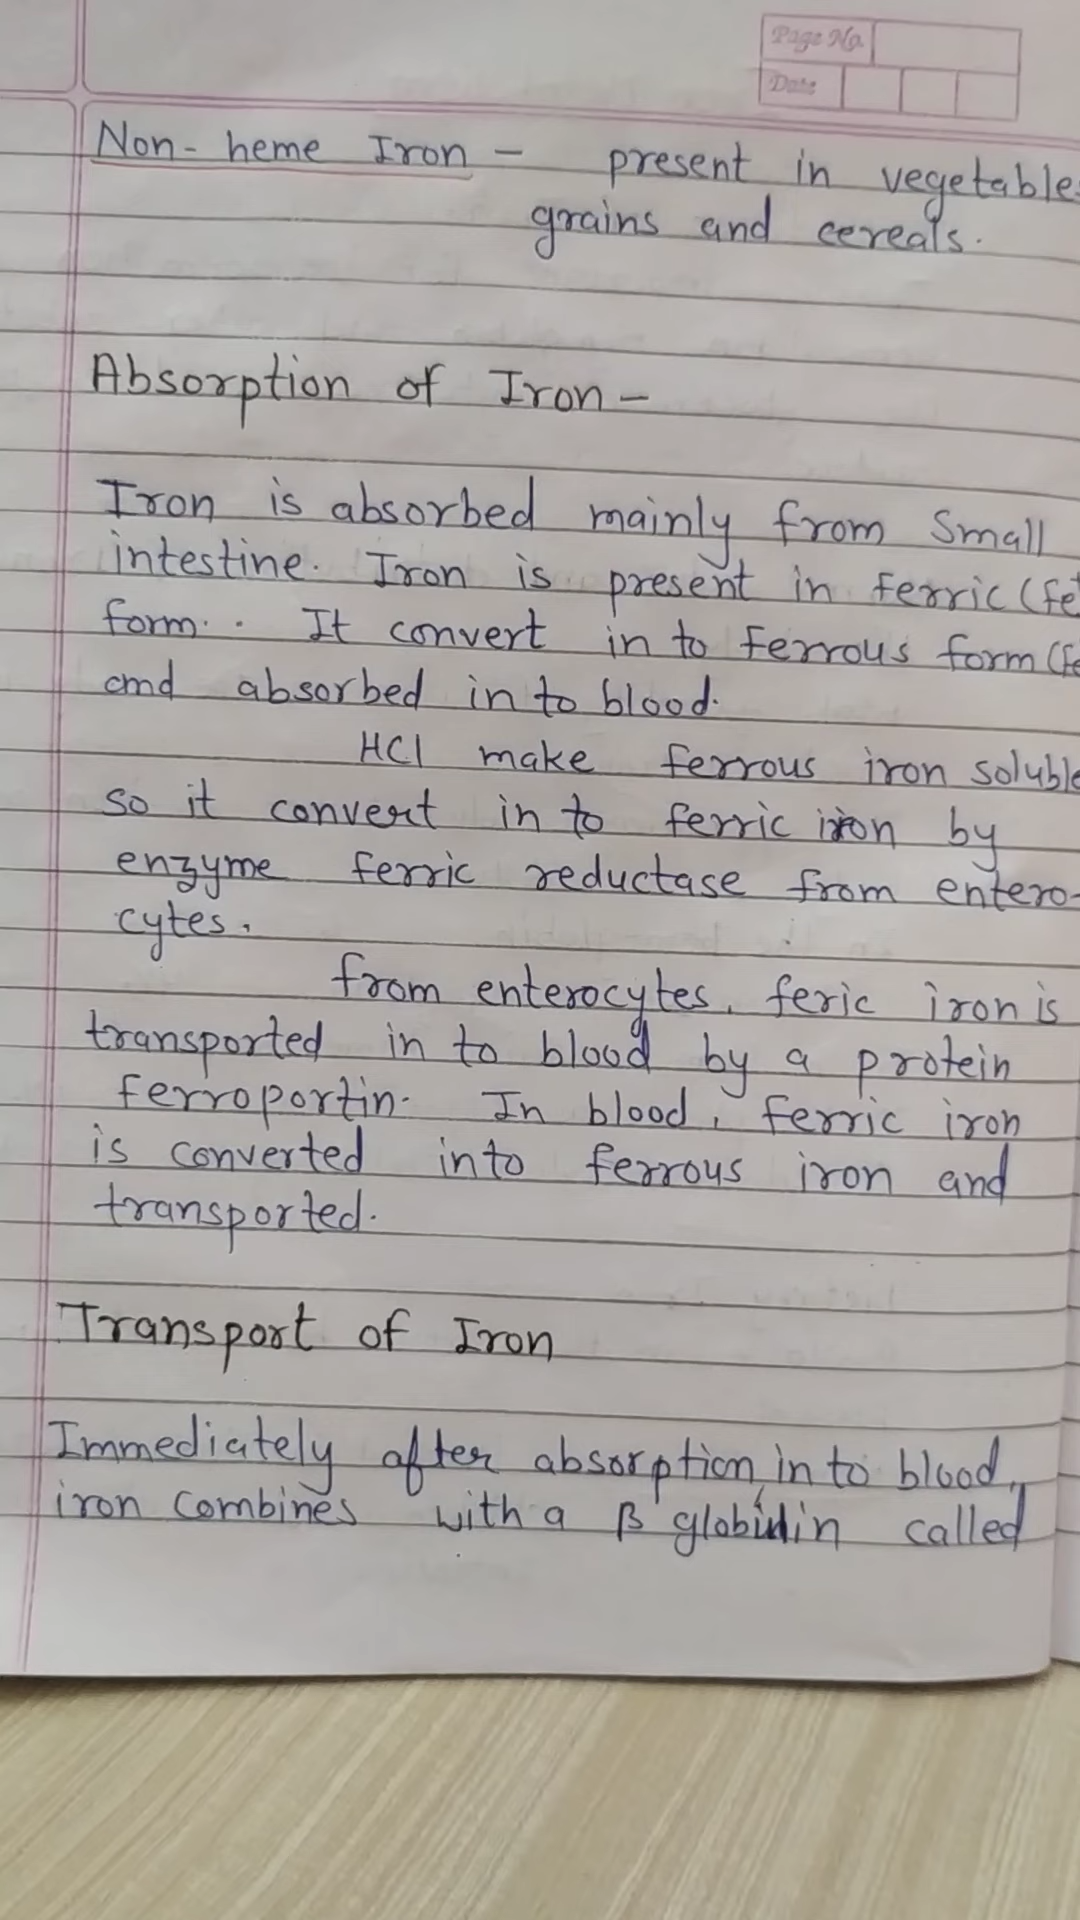 Page No.
Date
Non-heme Iron - present in vegetable
grains and cereals.
Absorption of Iron -
Iron is absorbed mainly from Small
intestine. Iron is present in ferric (fe
form. . It convert in to ferrous form (fe
and absorbed in to blood.
HCl make ferrous iron soluble
so it convert in to ferric iron by
enzyme ferric reductase from entero-
cytes.
from enterocytes, feric iron is
transported in to blood by a protein
ferroportin. In blood, ferric iron
is converted into ferrous iron and
transported.
Transport of Iron
Immediately after absorption, in to blood,
iron combines with a β called